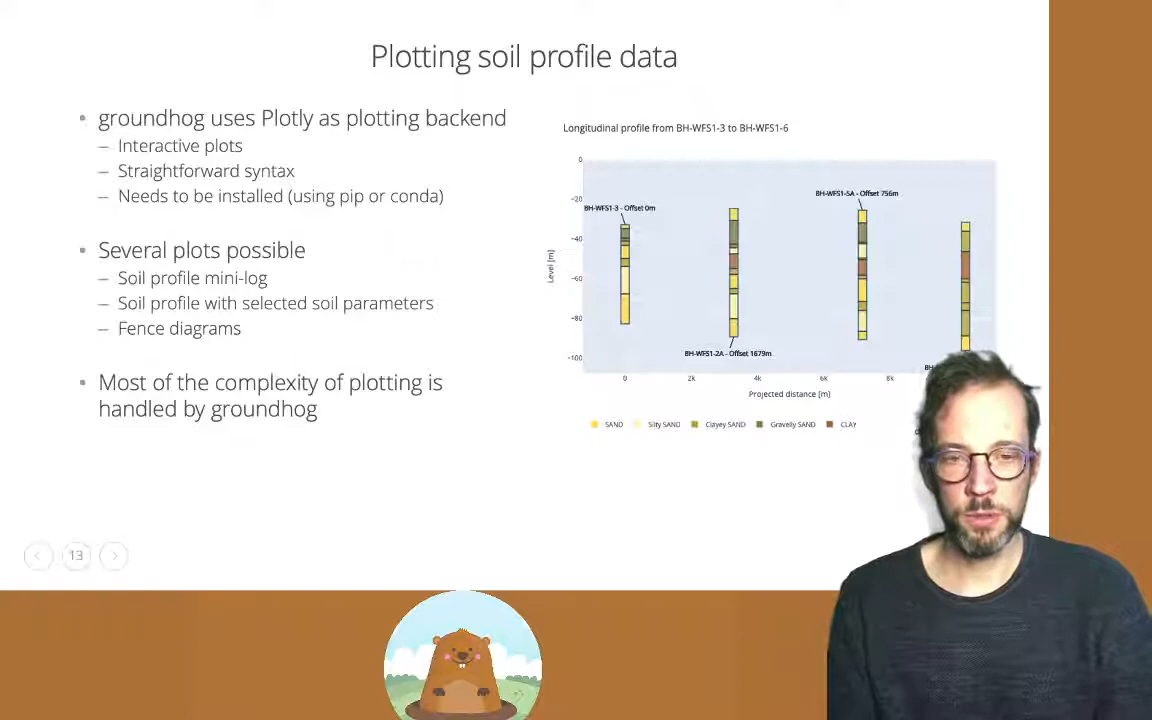 Plotting soil profile data
• groundhog uses Plotly as plotting backend
– Interactive plots
– Straightforward syntax
– Needs to be installed (using pip or conda)
• Several plots possible
– Soil profile mini-log
– Soil profile with selected soil parameters
– Fence diagrams
• Most of the complexity of plotting is
handled by groundhog
Longitudinal profile from BH-WFS1-3 to BH-WFS1-6
0
BH-WFS1-5A - Offset 756m
−20
BH-WFS1-3 - Offset 0m
−40
Level [m]
−60
−80
BH-WFS1-2A - Offset 1679m
−100
BH-
0 2k 4k 6k 8k
Projected distance [m]
SAND Silty SAND Clayey SAND Gravelly SAND CLAY
13